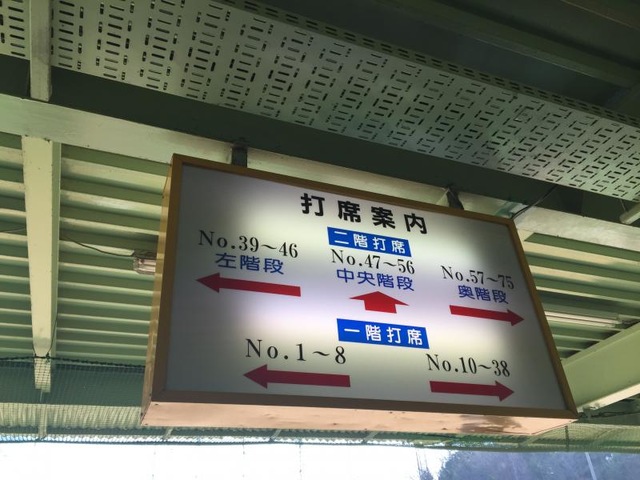 打席案内
二階打席
No.39～46
左階段
No.47～56
中央階段
No.57～75
奥階段
一階打席
No.1～8
No.10～38